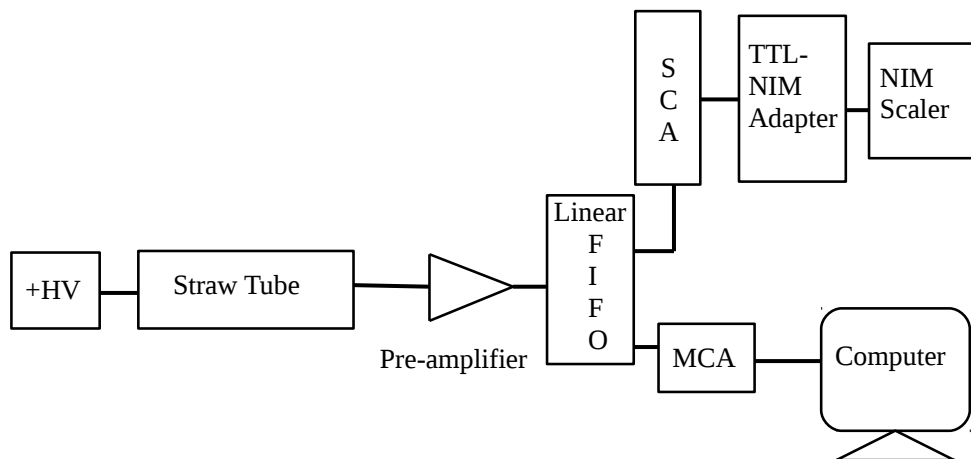 +HV
Straw Tube
Pre-amplifier
Linear
F
I
F
O
S
C
A
TTL-
NIM
Adapter
NIM
Scaler
MCA
Computer